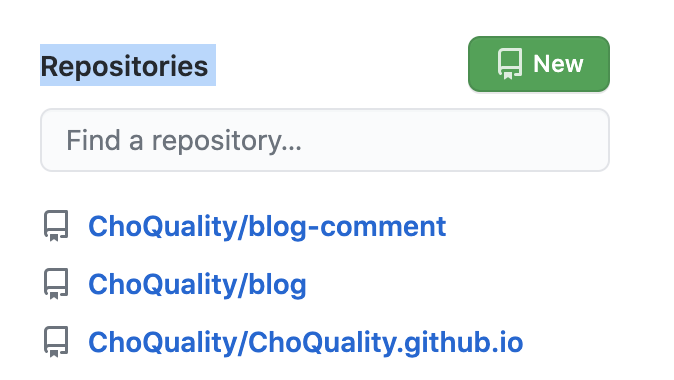 Repositories
New
Find a repository...
ChoQuality/blog-comment
ChoQuality/blog
ChoQuality/ChoQuality.github.io